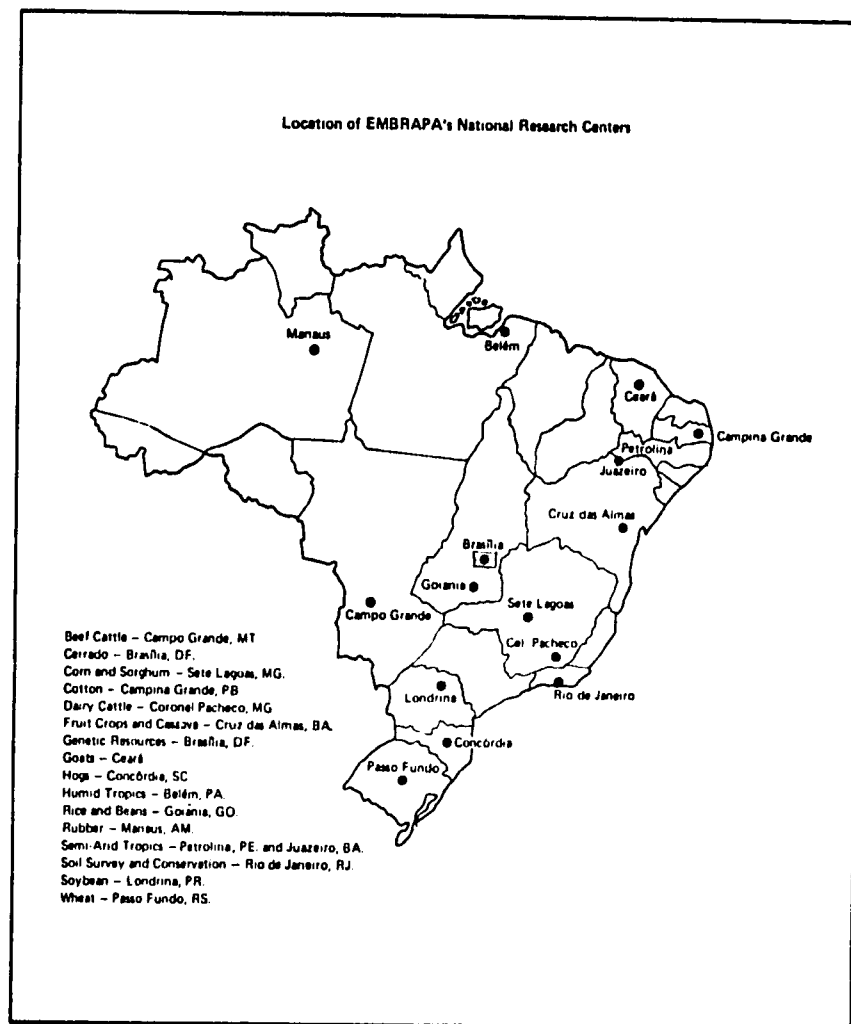 Location of EMBRAPA's National Research Centers
Manaus
Belém
Ceará
Campina Grande
Petrolina
Juazeiro
Cruz das Almas
Brasília
Goiania
Sete Lagoas
Campo Grande
Cel. Pacheco
Londrina
Rio de Janeiro
Concórdia
Passo Fundo
Beef Cattle – Campo Grande, MT
Cerrado – Brasília, DF.
Corn and Sorghum – Sete Lagoas, MG.
Cotton – Campina Grande, PB
Dairy Cattle – Coronel Pacheco, MG
Fruit Crops and Cassava – Cruz das Almas, BA.
Genetic Resources – Brasília, DF.
Goats – Ceará
Hogs – Concórdia, SC
Humid Tropics – Belém, PA.
Rice and Beans – Goiânia, GO.
Rubber – Manaus, AM.
Semi-Arid Tropics – Petrolina, PE. and Juazeiro, BA.
Soil Survey and Conservation – Rio de Janeiro, RJ.
Soybean – Londrina, PR.
Wheat – Passo Fundo, RS.